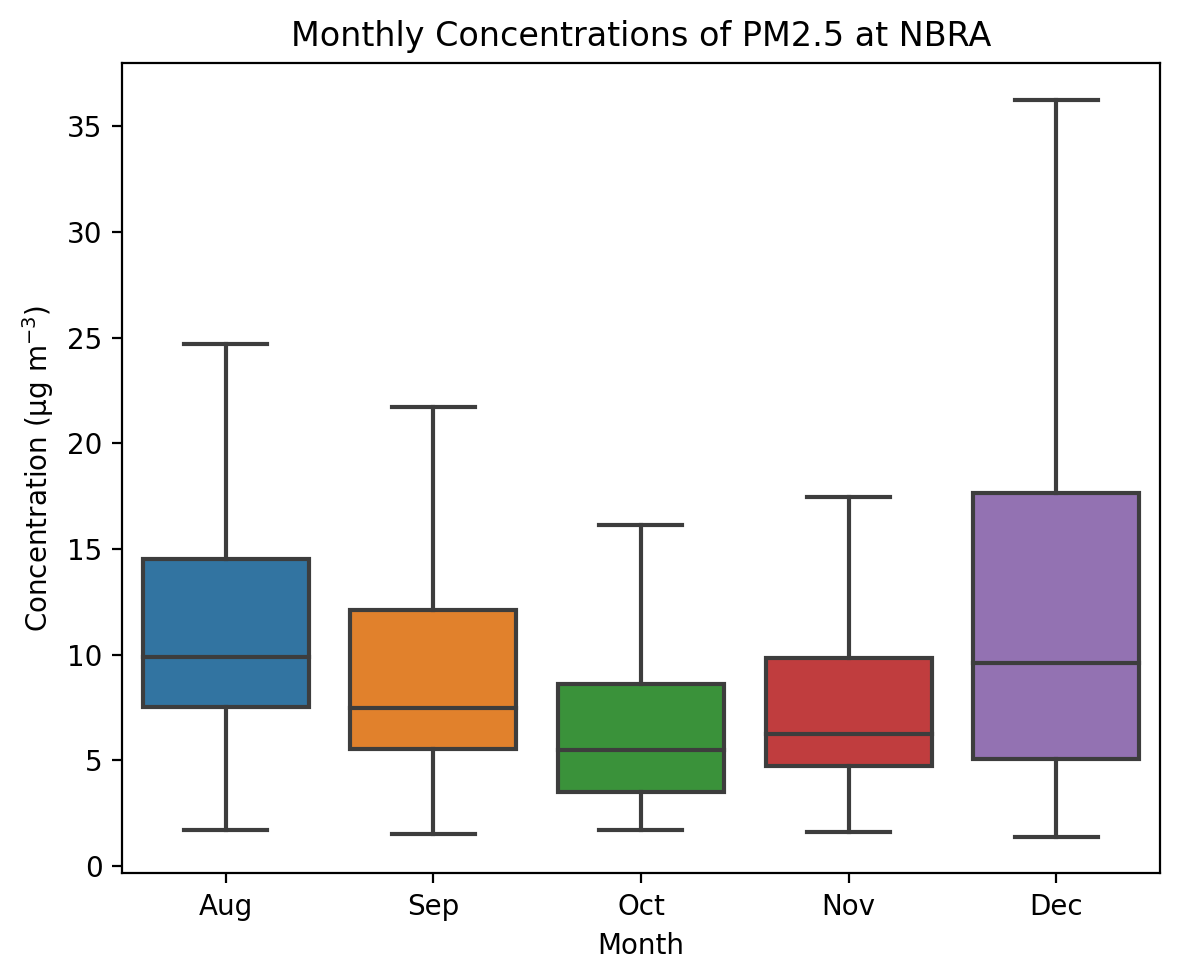 Monthly Concentrations of PM2.5 at NBRA
Concentration (µg m⁻³)
35
30
25
20
15
10
5
0
Aug Sep Oct Nov Dec
Month